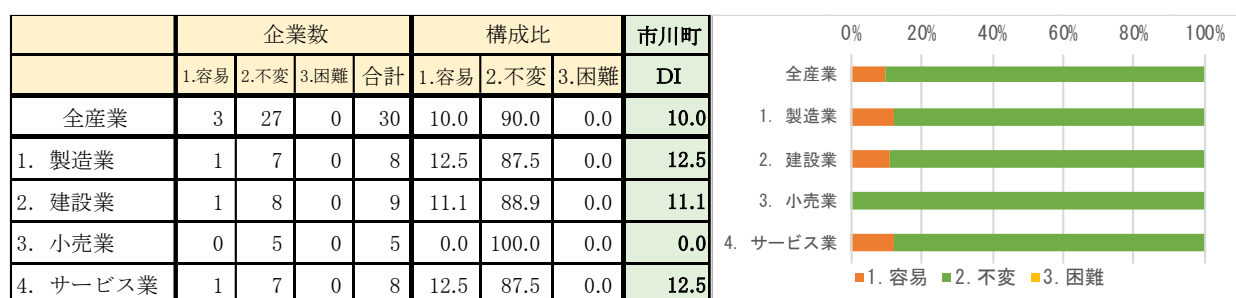 企業数 構成比 市川町
1.容易 2.不変 3.困難 合計 1.容易 2.不変 3.困難 DI
全産業 3 27 0 30 10.0 90.0 0.0 10.0
1. 製造業 1 7 0 8 12.5 87.5 0.0 12.5
2. 建設業 1 8 0 9 11.1 88.9 0.0 11.1
3. 小売業 0 5 0 5 0.0 100.0 0.0 0.0
4. サービス業 1 7 0 8 12.5 87.5 0.0 12.5
0% 20% 40% 60% 80% 100%
全産業
1. 製造業
2. 建設業
3. 小売業
4. サービス業
1. 容易 2. 不変 3. 困難